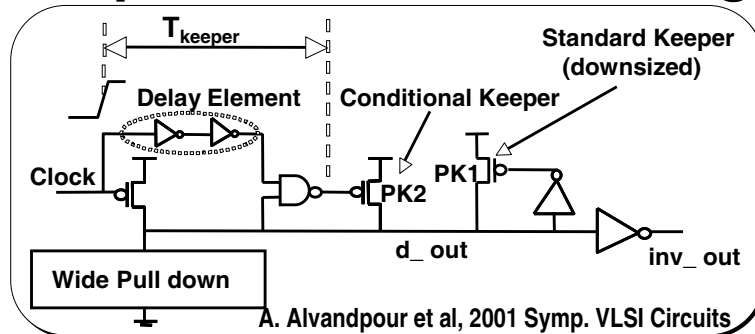 T keeper
Standard Keeper
(downsized)
Delay Element
Conditional Keeper
Clock
PK2
PK1
d_ out
inv_ out
Wide Pull down
A. Alvandpour et al, 2001 Symp. VLSI Circuits